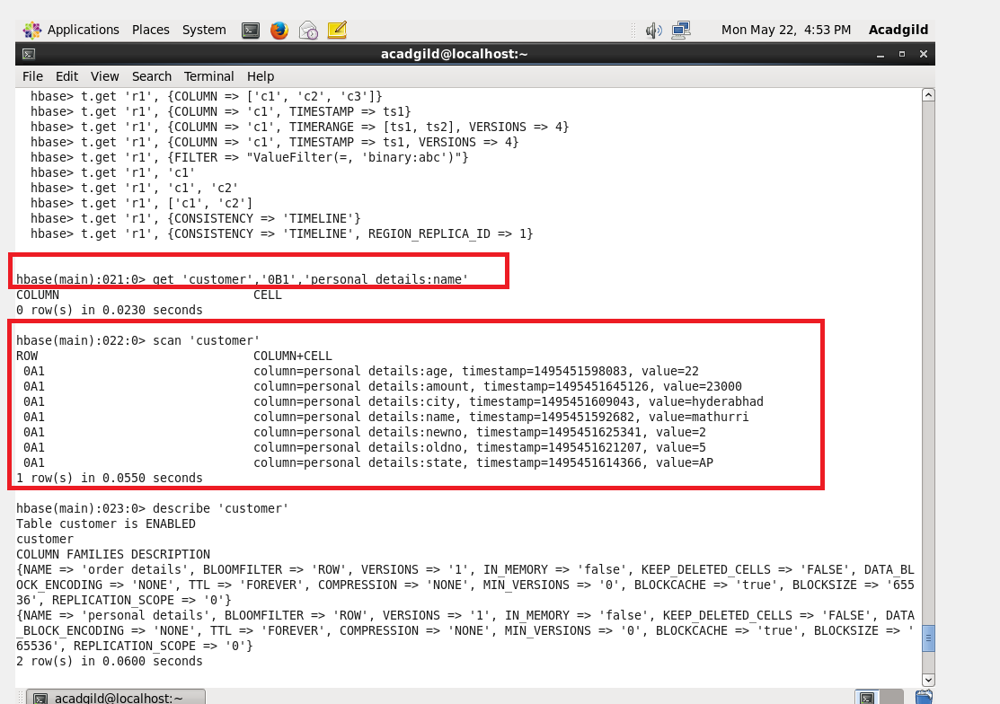 Applications Places System Mon May 22, 4:53 PM Acadgild
acadgild@localhost:~
File Edit View Search Terminal Help
hbase> t.get 'r1', {COLUMN => ['c1', 'c2', 'c3']}
hbase> t.get 'r1', {COLUMN => 'c1', TIMESTAMP => ts1}
hbase> t.get 'r1', {COLUMN => 'c1', TIMERANGE => [ts1, ts2], VERSIONS => 4}
hbase> t.get 'r1', {COLUMN => 'c1', TIMESTAMP => ts1, VERSIONS => 4}
hbase> t.get 'r1', {FILTER => "ValueFilter(=, 'binary:abc')"}
hbase> t.get 'r1', 'c1'
hbase> t.get 'r1', 'c1', 'c2'
hbase> t.get 'r1', ['c1', 'c2']
hbase> t.get 'r1', {CONSISTENCY => 'TIMELINE'}
hbase> t.get 'r1', {CONSISTENCY => 'TIMELINE', REGION_REPLICA_ID => 1}
hbase(main):021:0> get 'customer','0B1','personal details:name'
COLUMN CELL
0 row(s) in 0.0230 seconds
hbase(main):022:0> scan 'customer'
ROW COLUMN+CELL
0A1 column=personal details:age, timestamp=1495451598083, value=22
0A1 column=personal details:amount, timestamp=1495451645126, value=23000
0A1 column=personal details:city, timestamp=1495451609043, value=hyderabhad
0A1 column=personal details:name, timestamp=1495451592682, value=mathurri
0A1 column=personal details:newno, timestamp=1495451625341, value=2
0A1 column=personal details:oldno, timestamp=1495451621207, value=5
0A1 column=personal details:state, timestamp=1495451614366, value=AP
1 row(s) in 0.0550 seconds
hbase(main):023:0> describe 'customer'
Table customer is ENABLED
customer
COLUMN FAMILIES DESCRIPTION
{NAME => 'order details', BLOOMFILTER => 'ROW', VERSIONS => '1', IN_MEMORY => 'false', KEEP_DELETED_CELLS => 'FALSE', DATA_BL
OCK_ENCODING => 'NONE', TTL => 'FOREVER', COMPRESSION => 'NONE', MIN_VERSIONS => '0', BLOCKCACHE => 'true', BLOCKSIZE => '655
36', REPLICATION_SCOPE => '0'}
{NAME => 'personal details', BLOOMFILTER => 'ROW', VERSIONS => '1', IN_MEMORY => 'false', KEEP_DELETED_CELLS => 'FALSE', DATA
_BLOCK_ENCODING => 'NONE', TTL => 'FOREVER', COMPRESSION => 'NONE', MIN_VERSIONS => '0', BLOCKCACHE => 'true', BLOCKSIZE => '
65536', REPLICATION_SCOPE => '0'}
2 row(s) in 0.0600 seconds
acadgild@localhost:~